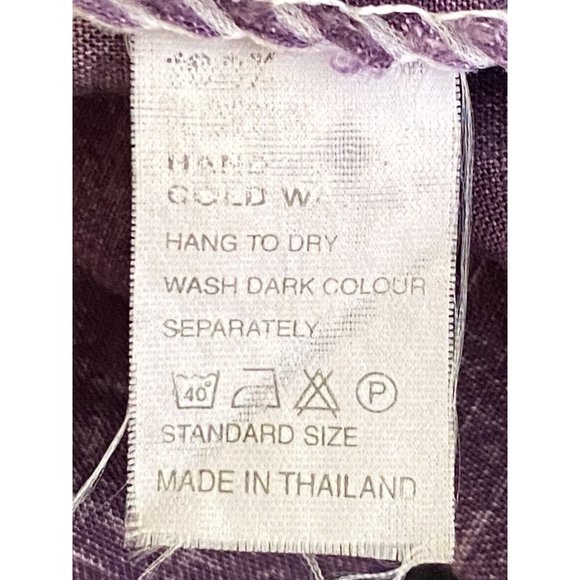 HAND
COLD
HANG TO DRY
WASH DARK COLOUR
SEPARATELY
40° P
STANDARD SIZE
MADE IN THAILAND